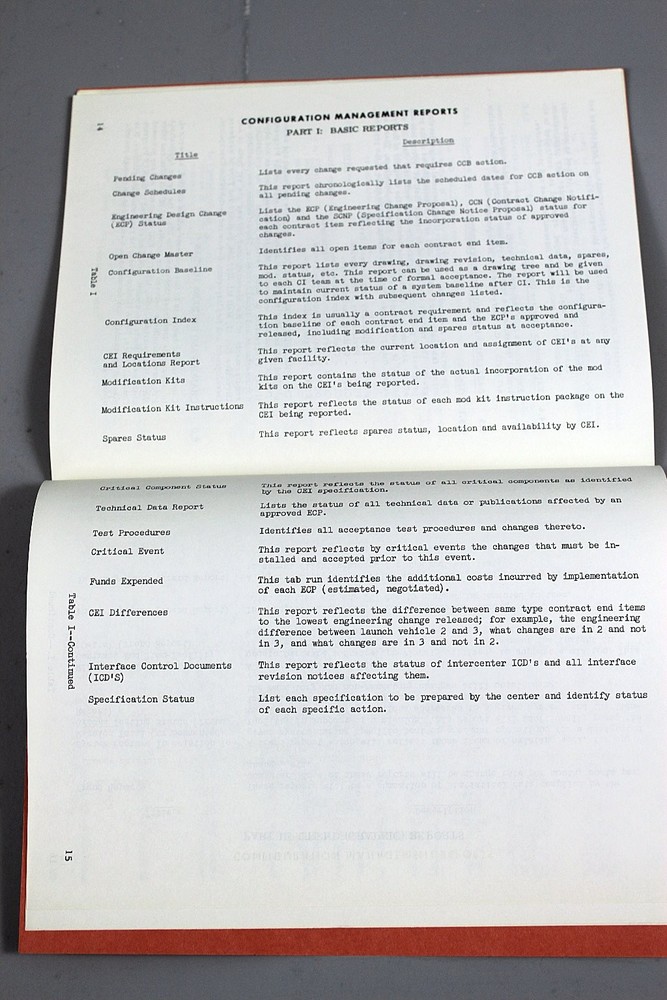 14
CONFIGURATION MANAGEMENT REPORTS
PART I: BASIC REPORTS
Title
Description
Pending Changes
Lists every change requested that requires CCB action.
Change Schedules
This report chronologically lists the scheduled dates for CCB action on
all pending changes.
Engineering Design Change
(ECP) Status
Lists the ECP (Engineering Change Proposal), CCN (Contract Change Notifi-
cation) and the SCNP (Specification Change Notice Proposal) status for
each contract item reflecting the incorporation status of approved
changes.
Open Change Master
Identifies all open items for each contract end item.
Table I
Configuration Baseline
This report lists every drawing, drawing revision, technical data, spares,
mod. status, etc. This report can be used as a drawing tree and be given
to each CI team at the time of formal acceptance. The report will be used
to maintain current status of a system baseline after CI. This is the
configuration index with subsequent changes listed.
Configuration Index
This index is usually a contract requirement and reflects the configura-
tion baseline of each contract end item and the ECP's approved and
released, including modification and spares status at acceptance.
CEI Requirements
and Locations Report
This report reflects the current location and assignment of CEI's at any
given facility.
Modification Kits
This report contains the status of the actual incorporation of the mod
kits on the CEI's being reported.
Modification Kit Instructions
This report reflects the status of each mod kit instruction package on the
CEI being reported.
Spares Status
This report reflects spares status, location and availability by CEI.
Critical Component Status
This report reflects the status of all critical components as identified
by the CEI specification.
Technical Data Report
Lists the status of all technical data or publications affected by an
approved ECP.
Test Procedures
Identifies all acceptance test procedures and changes thereto.
Critical Event
This report reflects by critical events the changes that must be in-
stalled and accepted prior to this event.
Funds Expended
This tab run identifies the additional costs incurred by implementation
of each ECP (estimated, negotiated).
Table I--Continued
CEI Differences
This report reflects the difference between same type contract end items
to the lowest engineering change released; for example, the engineering
difference between launch vehicle 2 and 3, what changes are in 2 and not
in 3, and what changes are in 3 and not in 2.
Interface Control Documents
(ICD'S)
This report reflects the status of intercenter ICD's and all interface
revision notices affecting them.
Specification Status
List each specification to be prepared by the center and identify status
of each specific action.
15